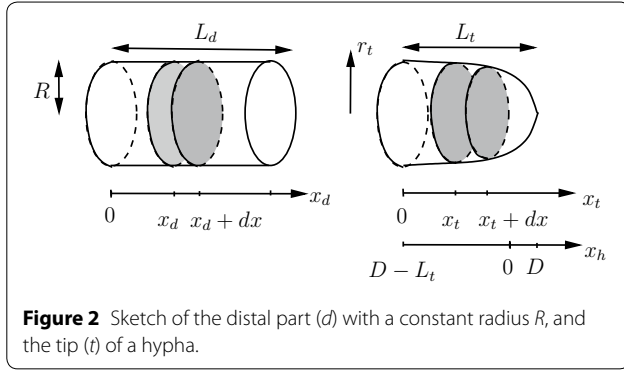 L_d
L_t
R
r_t
0 x_d x_d + dx x_d
0 x_t x_t + dx x_t
D − L_t 0 D x_h
Figure 2 Sketch of the distal part (d) with a constant radius R, and
the tip (t) of a hypha.